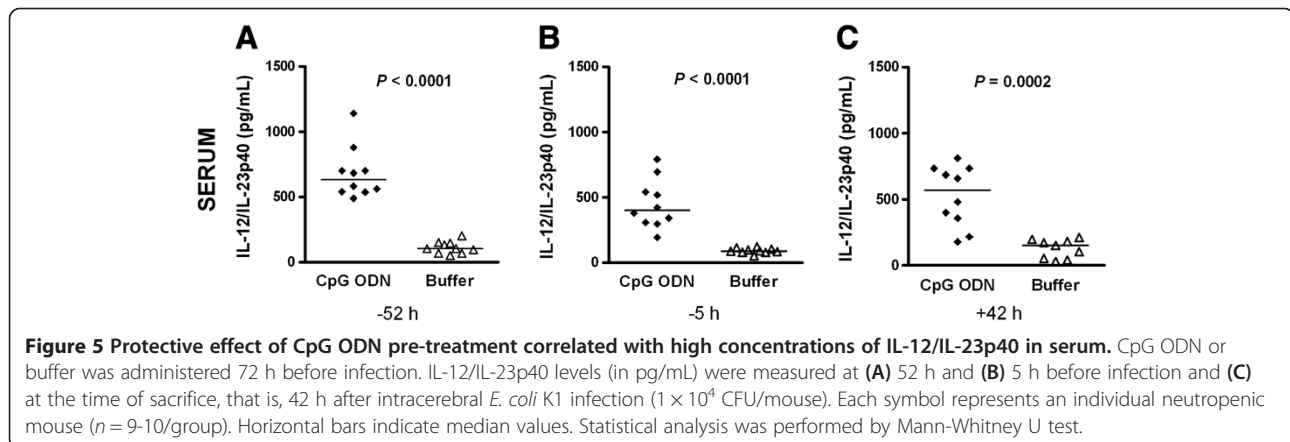 A
B
C
SERUM
IL-12/IL-23p40 (pg/mL)
1500
1000
500
0
P < 0.0001
CpG ODN Buffer
-52 h
IL-12/IL-23p40 (pg/mL)
1500
1000
500
0
P < 0.0001
CpG ODN Buffer
-5 h
IL-12/IL-23p40 (pg/mL)
1500
1000
500
0
P = 0.0002
CpG ODN Buffer
+42 h
Figure 5 Protective effect of CpG ODN pre-treatment correlated with high concentrations of IL-12/IL-23p40 in serum. CpG ODN or
buffer was administered 72 h before infection. IL-12/IL-23p40 levels (in pg/mL) were measured at (A) 52 h and (B) 5 h before infection and (C)
at the time of sacrifice, that is, 42 h after intracerebral E. coli K1 infection (1 × 10⁴ CFU/mouse). Each symbol represents an individual neutropenic
mouse (n = 9-10/group). Horizontal bars indicate median values. Statistical analysis was performed by Mann-Whitney U test.